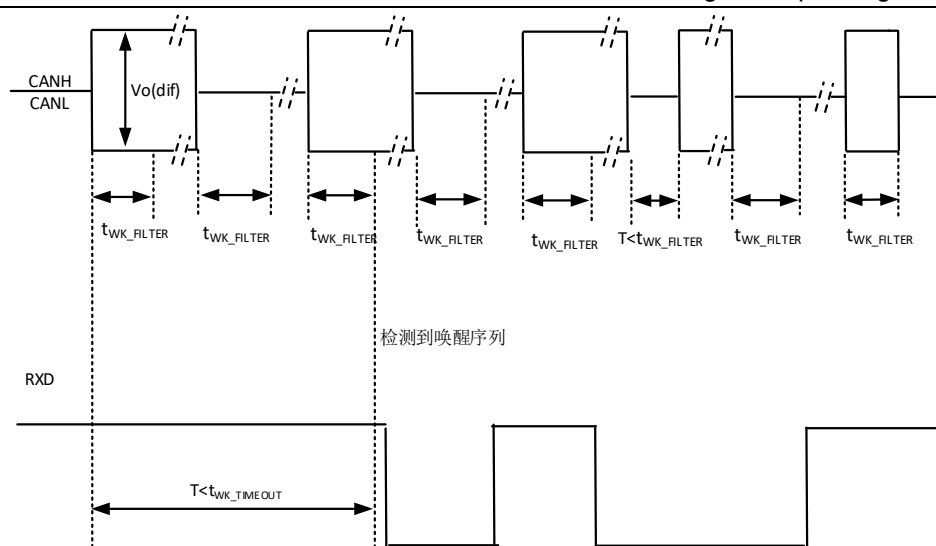 CANH
CANL
Vo(dif)
tWK_FILTER
tWK_FILTER
tWK_FILTER
tWK_FILTER
tWK_FILTER
T<tWK_FILTER
tWK_FILTER
tWK_FILTER
检测到唤醒序列
RXD
T<tWK_TIMEOUT